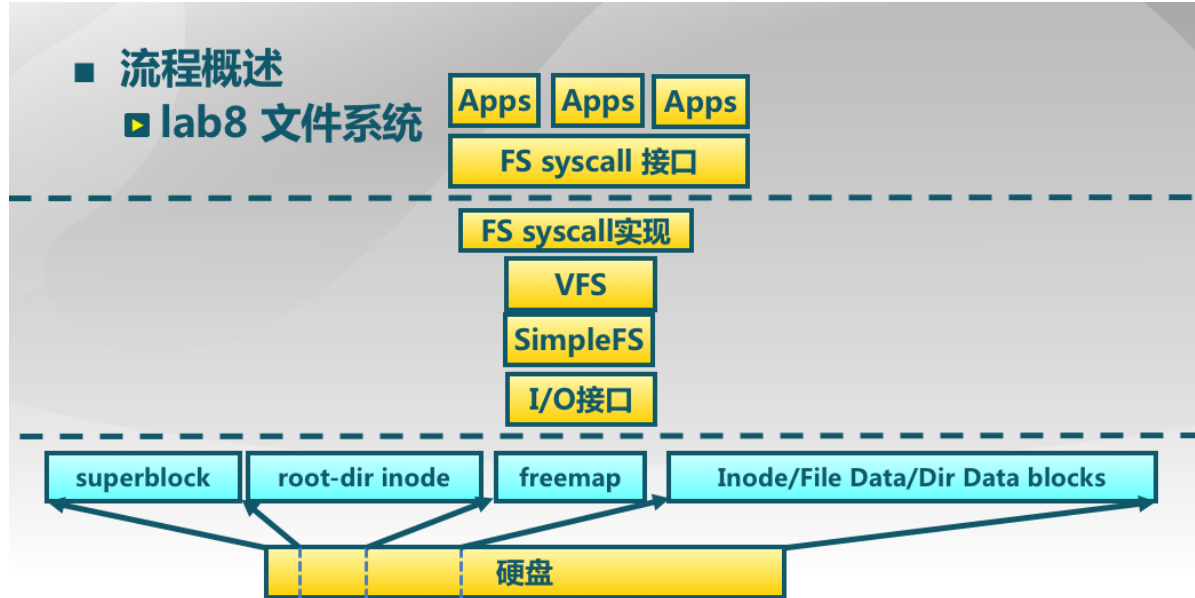 流程概述
lab8 文件系统
Apps Apps Apps
FS syscall 接口
FS syscall实现
VFS
SimpleFS
I/O接口
superblock root-dir inode freemap Inode/File Data/Dir Data blocks
硬盘